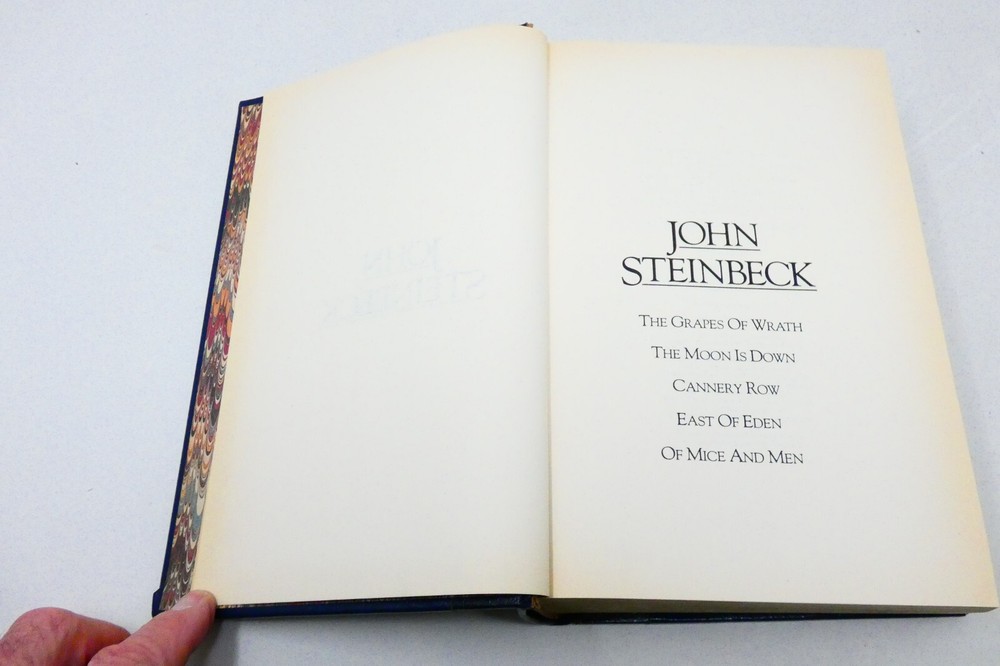 JOHN
STEINBECK
THE GRAPES OF WRATH
THE MOON IS DOWN
CANNERY ROW
EAST OF EDEN
OF MICE AND MEN